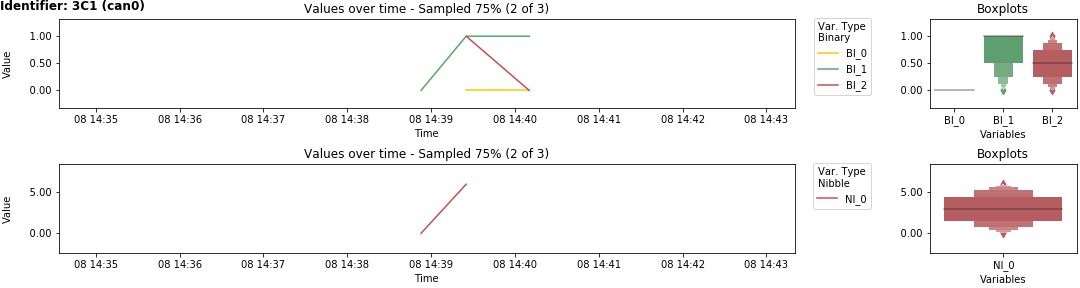 Identifier: 3C1 (can0)
Values over time - Sampled 75% (2 of 3)
Boxplots
Value
1.00
0.50
0.00
08 14:35 08 14:36 08 14:37 08 14:38 08 14:39 08 14:40 08 14:41 08 14:42 08 14:43
Time
Var. Type
Binary
BI_0
BI_1
BI_2
1.00
0.50
0.00
BI_0 BI_1 BI_2
Variables
Values over time - Sampled 75% (2 of 3)
Boxplots
Value
5.00
0.00
08 14:35 08 14:36 08 14:37 08 14:38 08 14:39 08 14:40 08 14:41 08 14:42 08 14:43
Time
Var. Type
Nibble
NI_0
5.00
0.00
NI_0
Variables